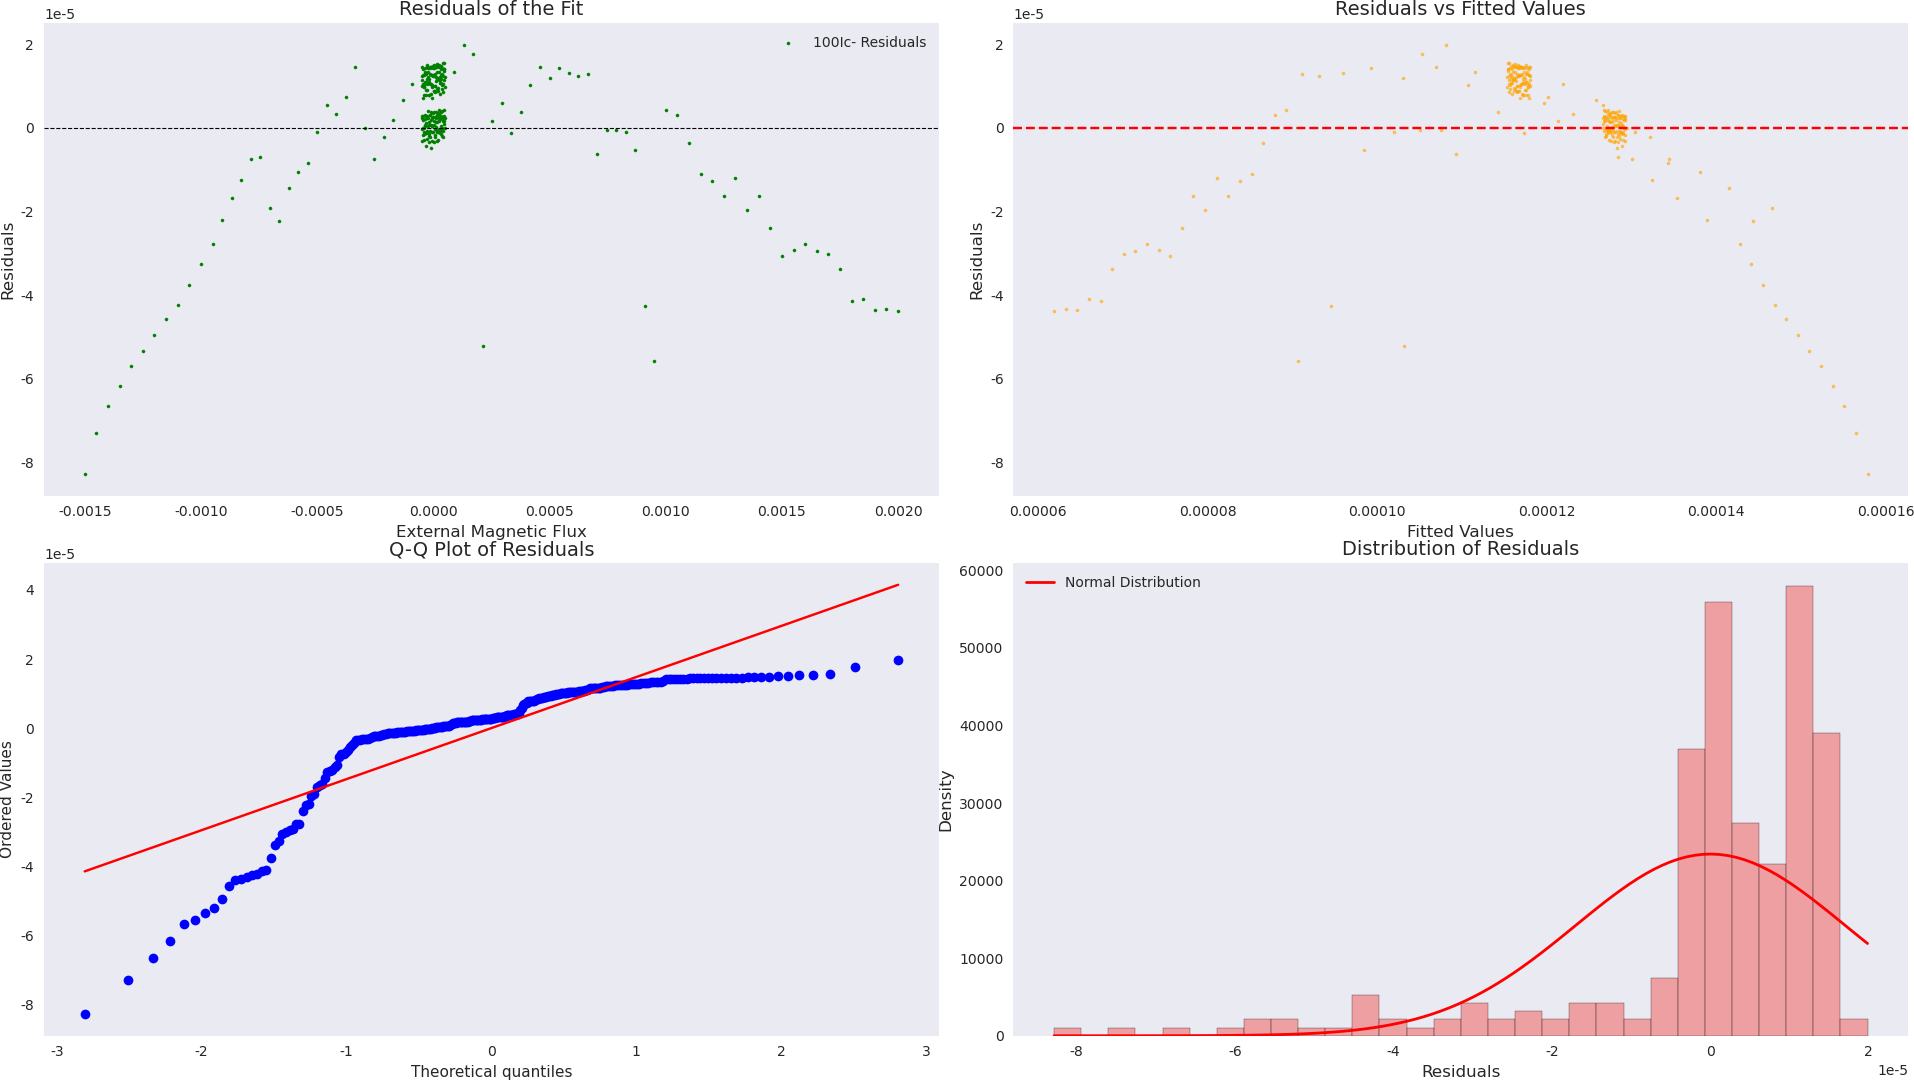 Residuals of the Fit
1e-5
100Ic- Residuals
Residuals
2
0
-2
-4
-6
-8
-0.0015 -0.0010 -0.0005 0.0000 0.0005 0.0010 0.0015 0.0020
External Magnetic Flux
Residuals vs Fitted Values
1e-5
Residuals
2
0
-2
-4
-6
-8
0.00006 0.00008 0.00010 0.00012 0.00014 0.00016
Fitted Values
Q-Q Plot of Residuals
1e-5
Ordered Values
4
2
0
-2
-4
-6
-8
-3 -2 -1 0 1 2 3
Theoretical quantiles
Distribution of Residuals
Normal Distribution
Density
60000
50000
40000
30000
20000
10000
0
-8 -6 -4 -2 0 2
1e-5
Residuals